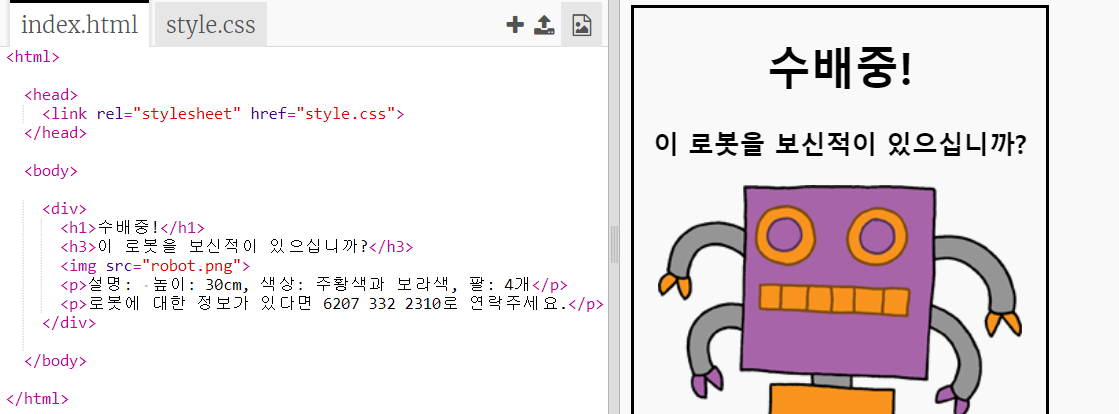 index.html style.css
<html>
<head>
<link rel="stylesheet" href="style.css">
</head>
<body>
<div>
<h1>수배중!</h1>
<h3>이 로봇을 보신적이 있으십니까?</h3>
<img src="robot.png">
<p>설명: 높이: 30cm, 색상: 주황색과 보라색, 팔: 4개</p>
<p>로봇에 대한 정보가 있다면 6207 332 2310로 연락주세요.</p>
</div>
</body>
</html>
수배중!
이 로봇을 보신적이 있으십니까?